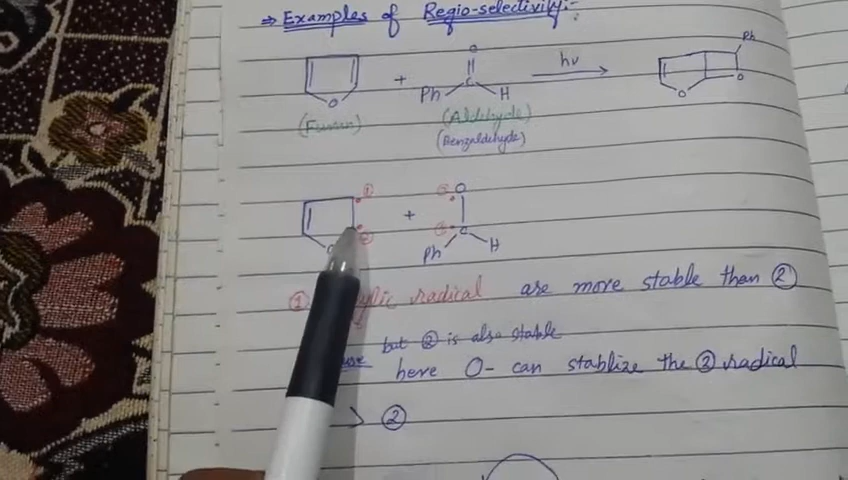 ⇒ Examples of Regio-selectivity:-
O
Ph
hν
+
C
Ph H
O
O
(Furan)
(Aldehyde)
(Benzaldehyde)
①
O
+
②
C
Ph H
① radical are more stable than ②
but ② is also stable
here O- can stablize the ② radical
> ②